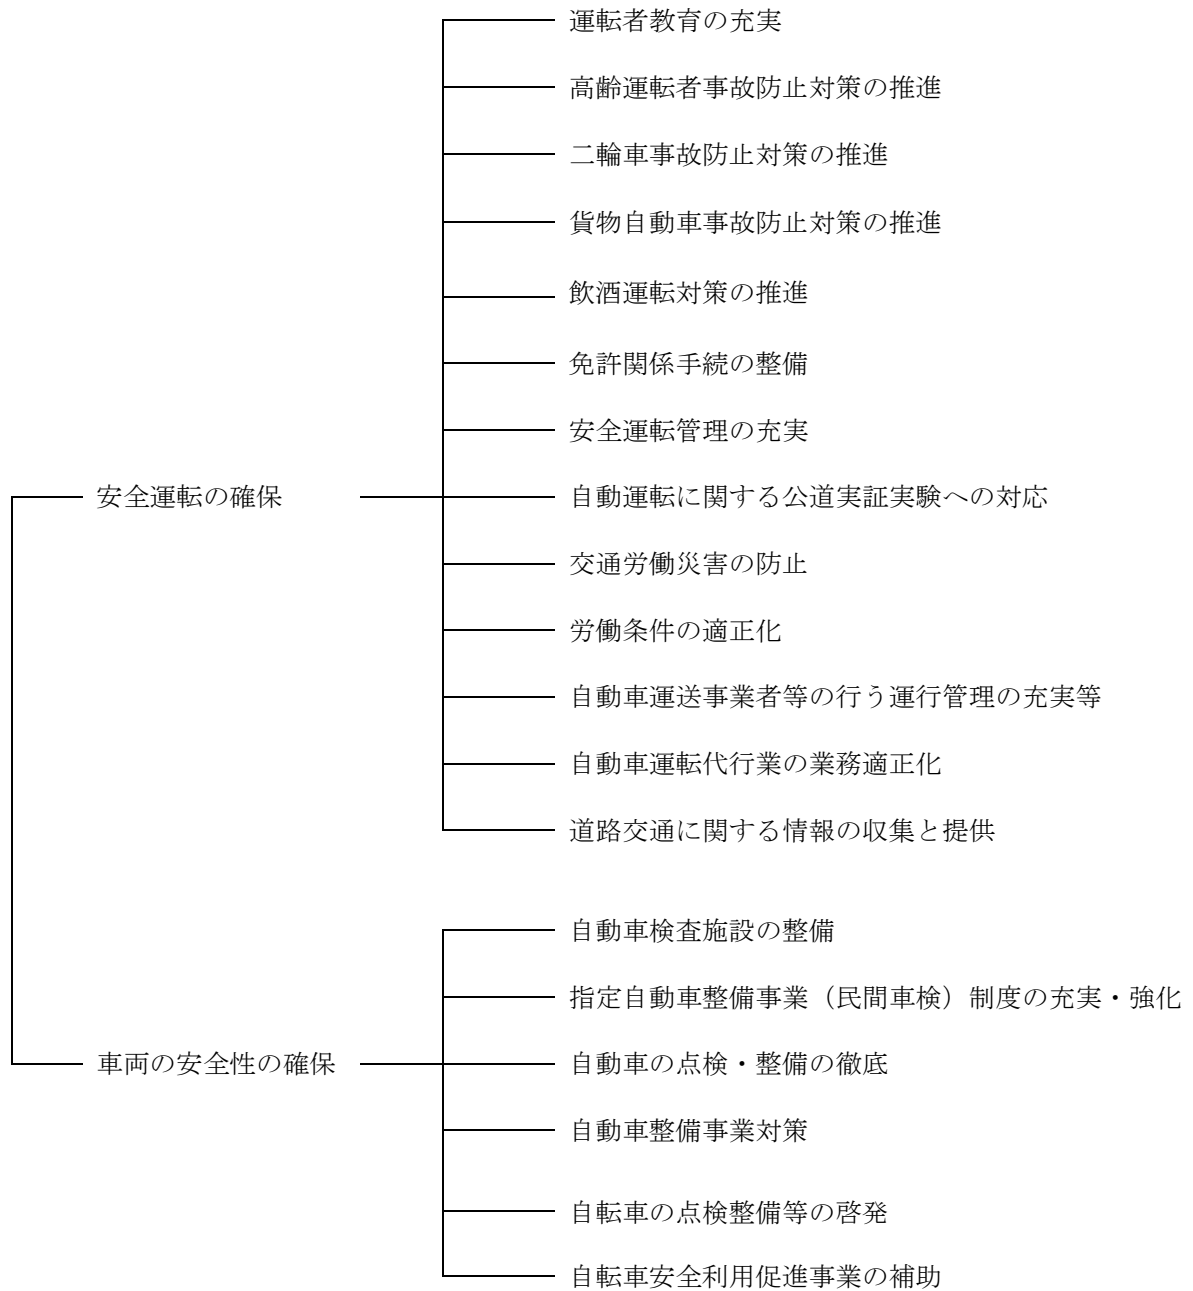 運転者教育の充実
高齢運転者事故防止対策の推進
二輪車事故防止対策の推進
貨物自動車事故防止対策の推進
飲酒運転対策の推進
免許関係手続の整備
安全運転管理の充実
安全運転の確保
自動運転に関する公道実証実験への対応
交通労働災害の防止
労働条件の適正化
自動車運送事業者等の行う運行管理の充実等
自動車運転代行業の業務適正化
道路交通に関する情報の収集と提供
自動車検査施設の整備
指定自動車整備事業（民間車検）制度の充実・強化
車両の安全性の確保
自動車の点検・整備の徹底
自動車整備事業対策
自転車の点検整備等の啓発
自転車安全利用促進事業の補助